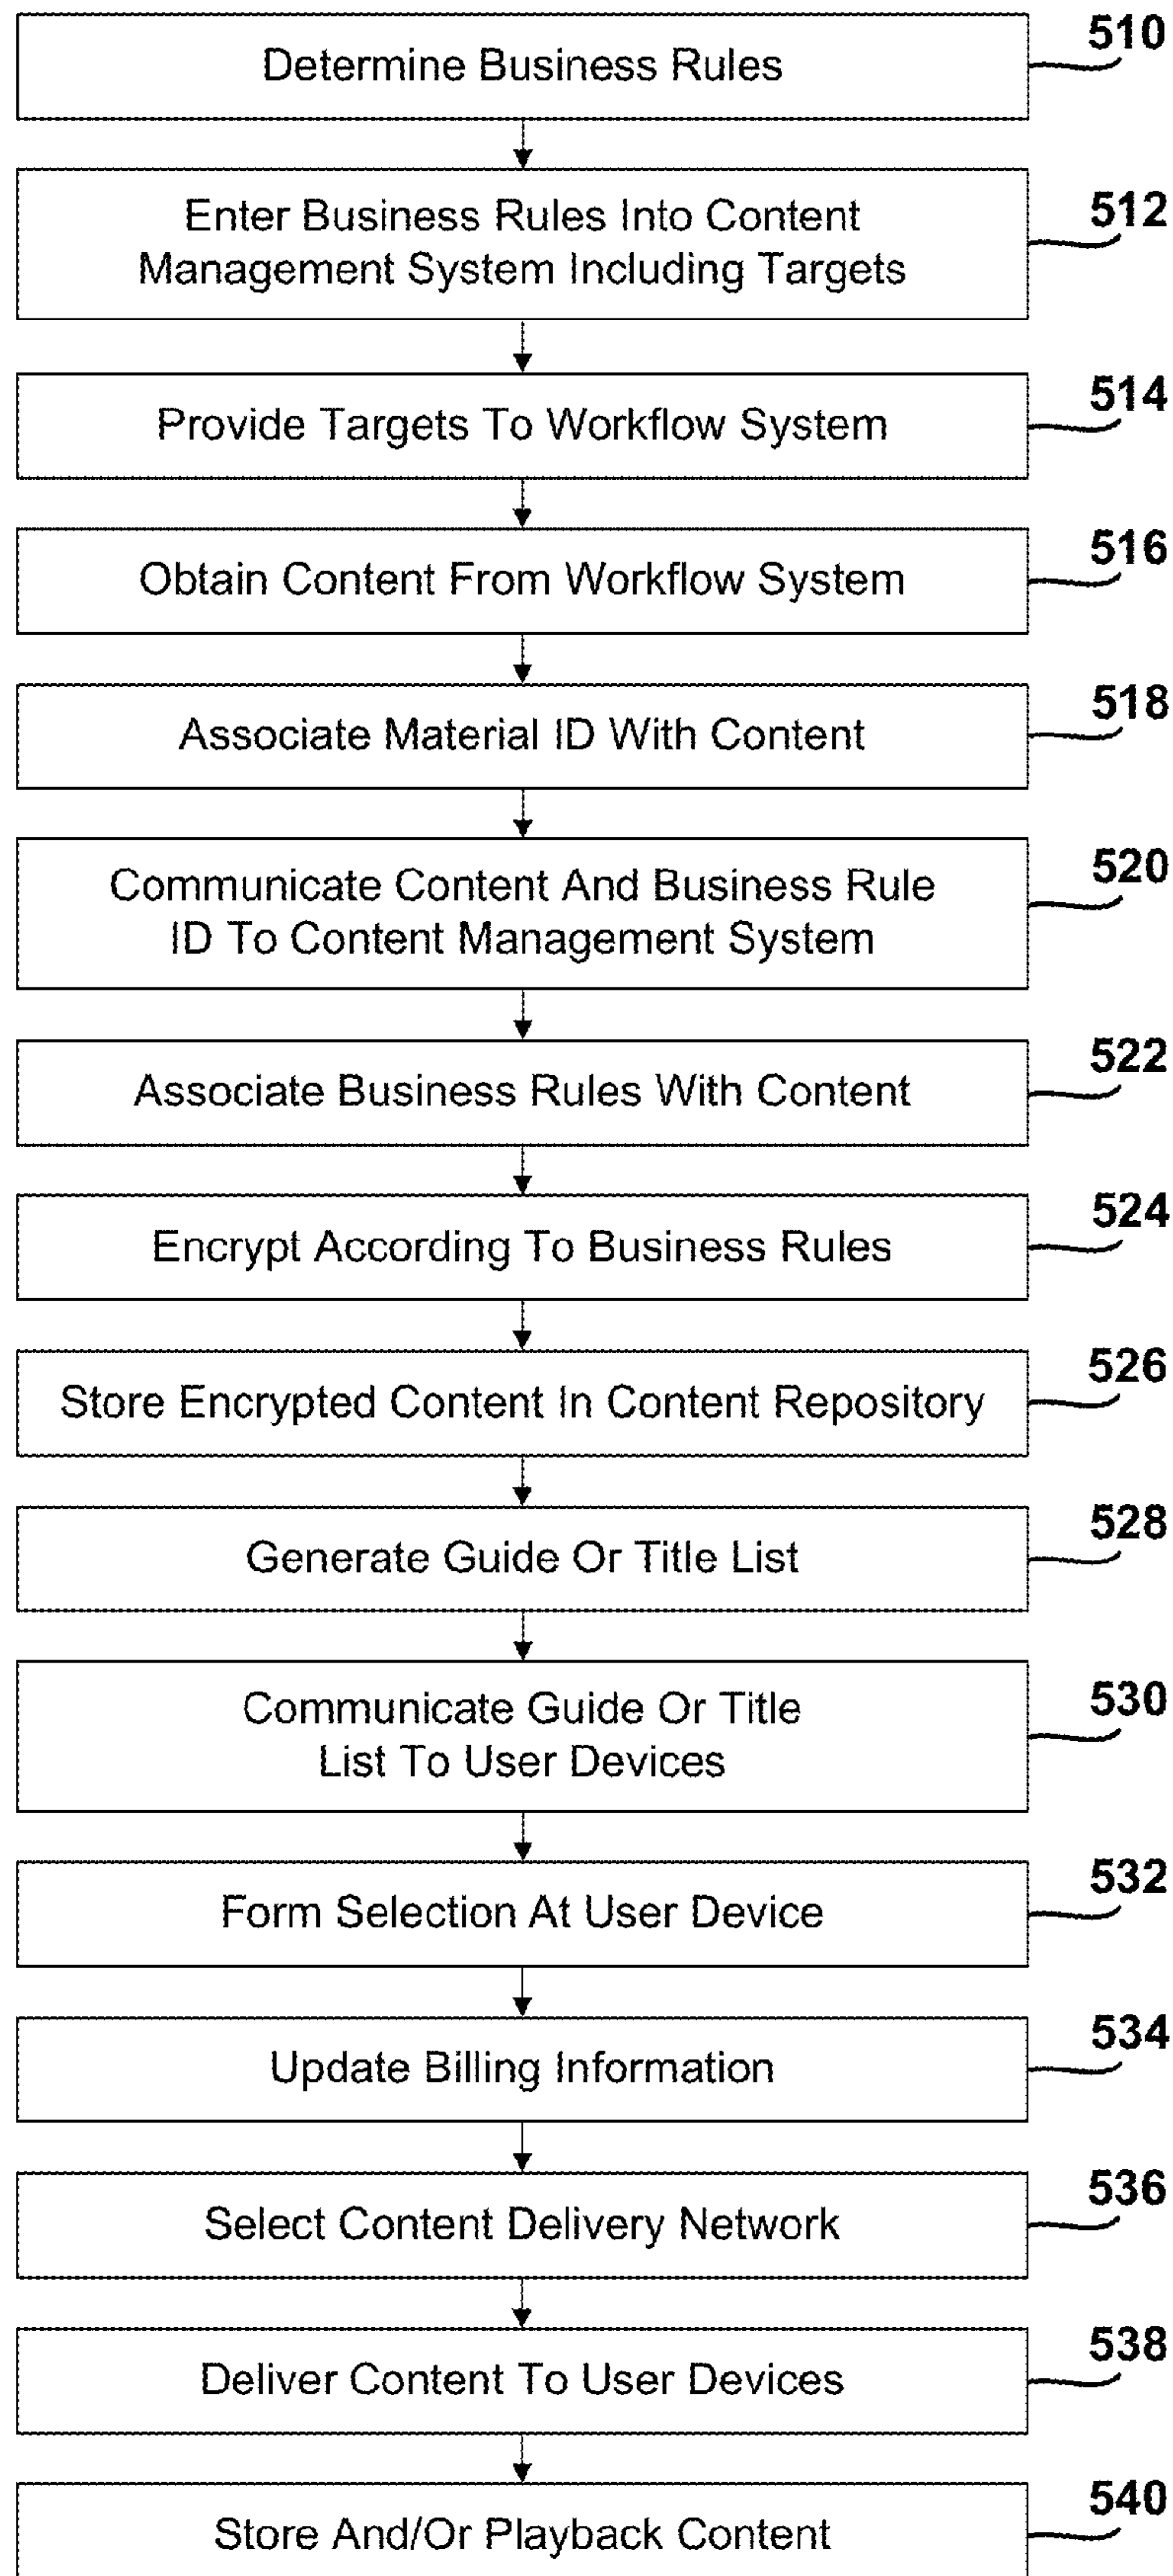 Determine Business Rules
510
Enter Business Rules Into Content
Management System Including Targets
512
Provide Targets To Workflow System
514
Obtain Content From Workflow System
516
Associate Material ID With Content
518
Communicate Content And Business Rule
ID To Content Management System
520
Associate Business Rules With Content
522
Encrypt According To Business Rules
524
Store Encrypted Content In Content Repository
526
Generate Guide Or Title List
528
Communicate Guide Or Title
List To User Devices
530
Form Selection At User Device
532
Update Billing Information
534
Select Content Delivery Network
536
Deliver Content To User Devices
538
Store And/Or Playback Content
540